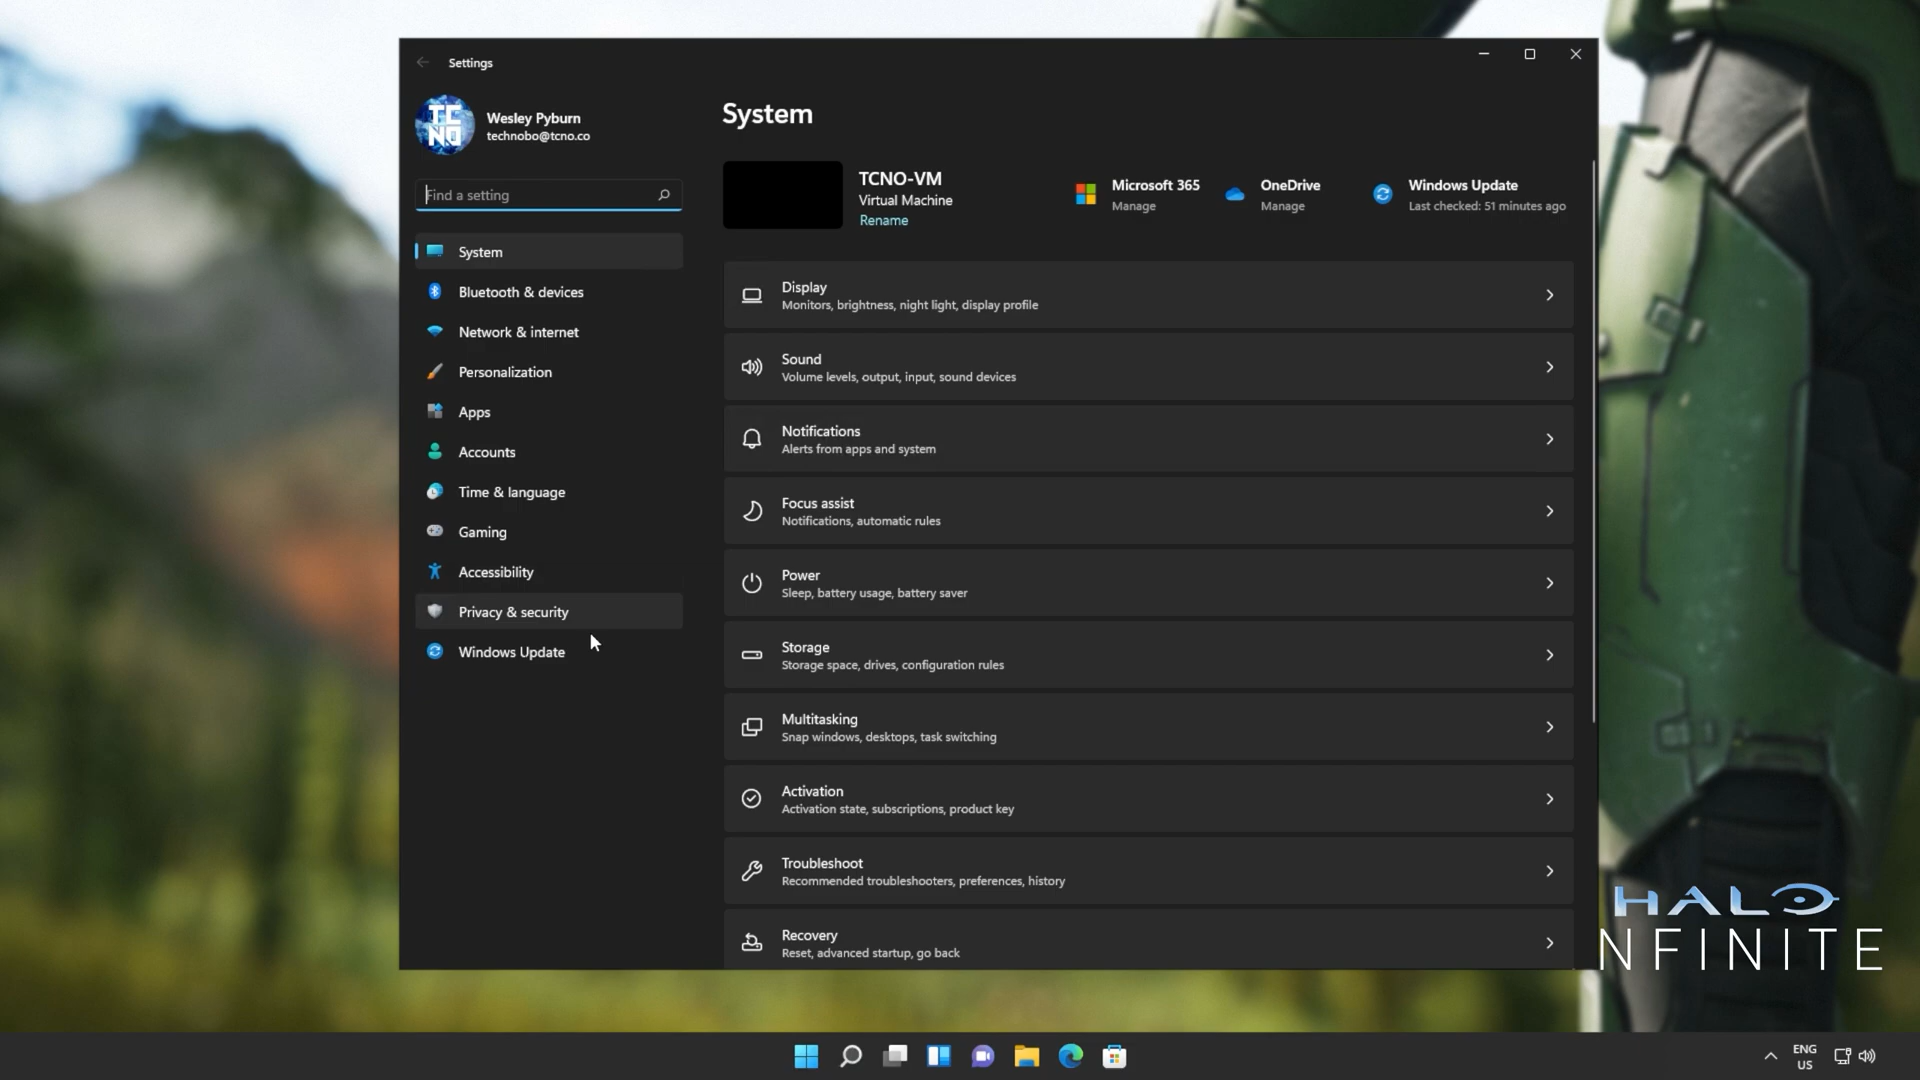 Settings
Wesley Pyburn
technobo@tcno.co
Find a setting
System
Bluetooth & devices
Network & internet
Personalization
Apps
Accounts
Time & language
Gaming
Accessibility
Privacy & security
Windows Update
System
TCNO-VM
Virtual Machine
Rename
Microsoft 365
Manage
OneDrive
Manage
Windows Update
Last checked: 51 minutes ago
Display
Monitors, brightness, night light, display profile
Sound
Volume levels, output, input, sound devices
Notifications
Alerts from apps and system
Focus assist
Notifications, automatic rules
Power
Sleep, battery usage, battery saver
Storage
Storage space, drives, configuration rules
Multitasking
Snap windows, desktops, task switching
Activation
Activation state, subscriptions, product key
Troubleshoot
Recommended troubleshooters, preferences, history
Recovery
Reset, advanced startup, go back
HALO
NFINITE
ENG
US
TC
NO